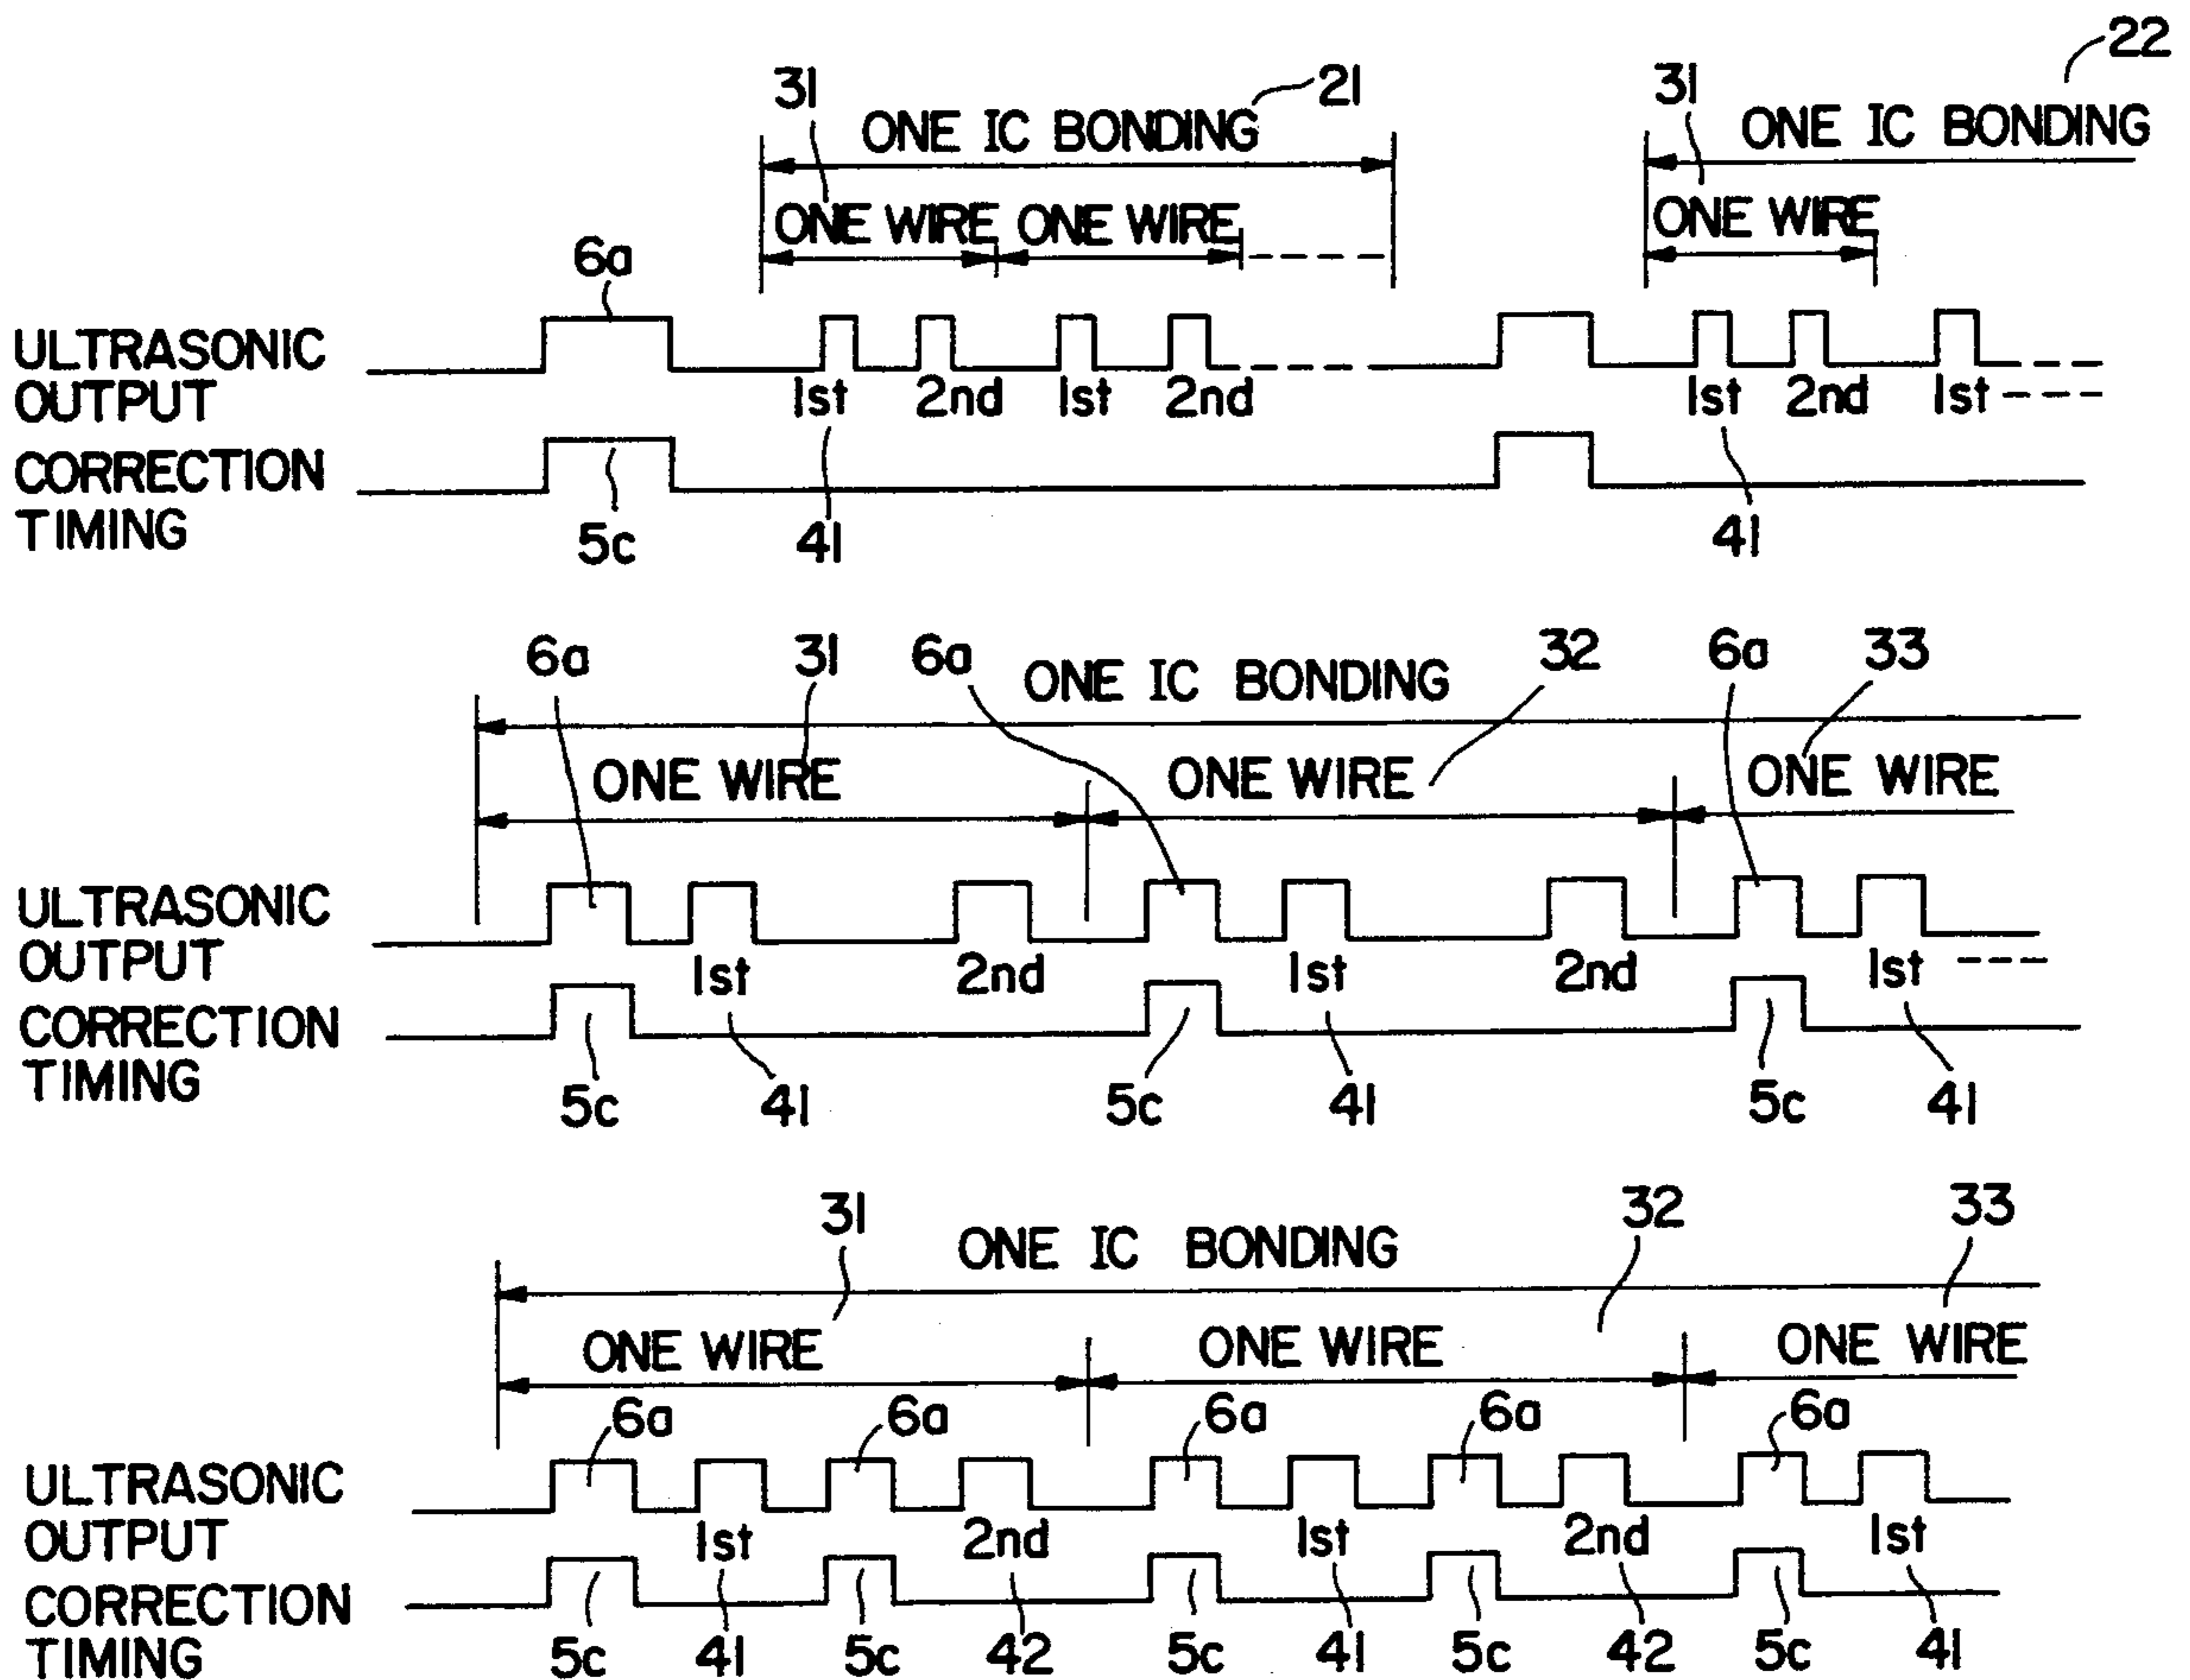 22
31 21 31
ONE IC BONDING ONE IC BONDING
ONE WIRE ONE WIRE ONE WIRE
6a
ULTRASONIC
OUTPUT
1st 2nd 1st 2nd 1st 2nd 1st
CORRECTION
TIMING
5c 41 41
6a 31 6a ONE IC BONDING 32 6a 33
ONE WIRE ONE WIRE ONE WIRE
ULTRASONIC
OUTPUT
1st 2nd 1st 2nd 1st
CORRECTION
TIMING
5c 41 5c 41 5c 41
31 32 33
ONE IC BONDING
ONE WIRE ONE WIRE ONE WIRE
6a 6a 6a 6a 6a
ULTRASONIC
OUTPUT
1st 2nd 1st 2nd 1st
CORRECTION
TIMING
5c 41 5c 42 5c 41 5c 42 5c 41